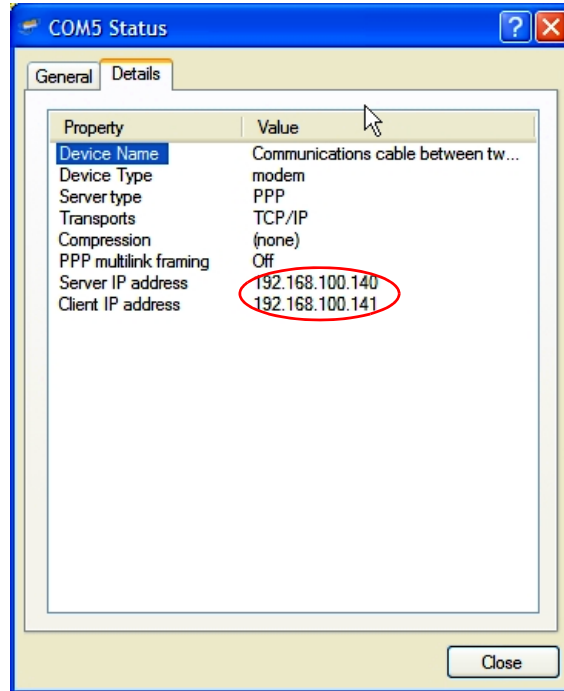 COM5 Status
General Details
Property Value
Device Name Communications cable between tw...
Device Type modem
Server type PPP
Transports TCP/IP
Compression (none)
PPP multilink framing Off
Server IP address 192.168.100.140
Client IP address 192.168.100.141
Close